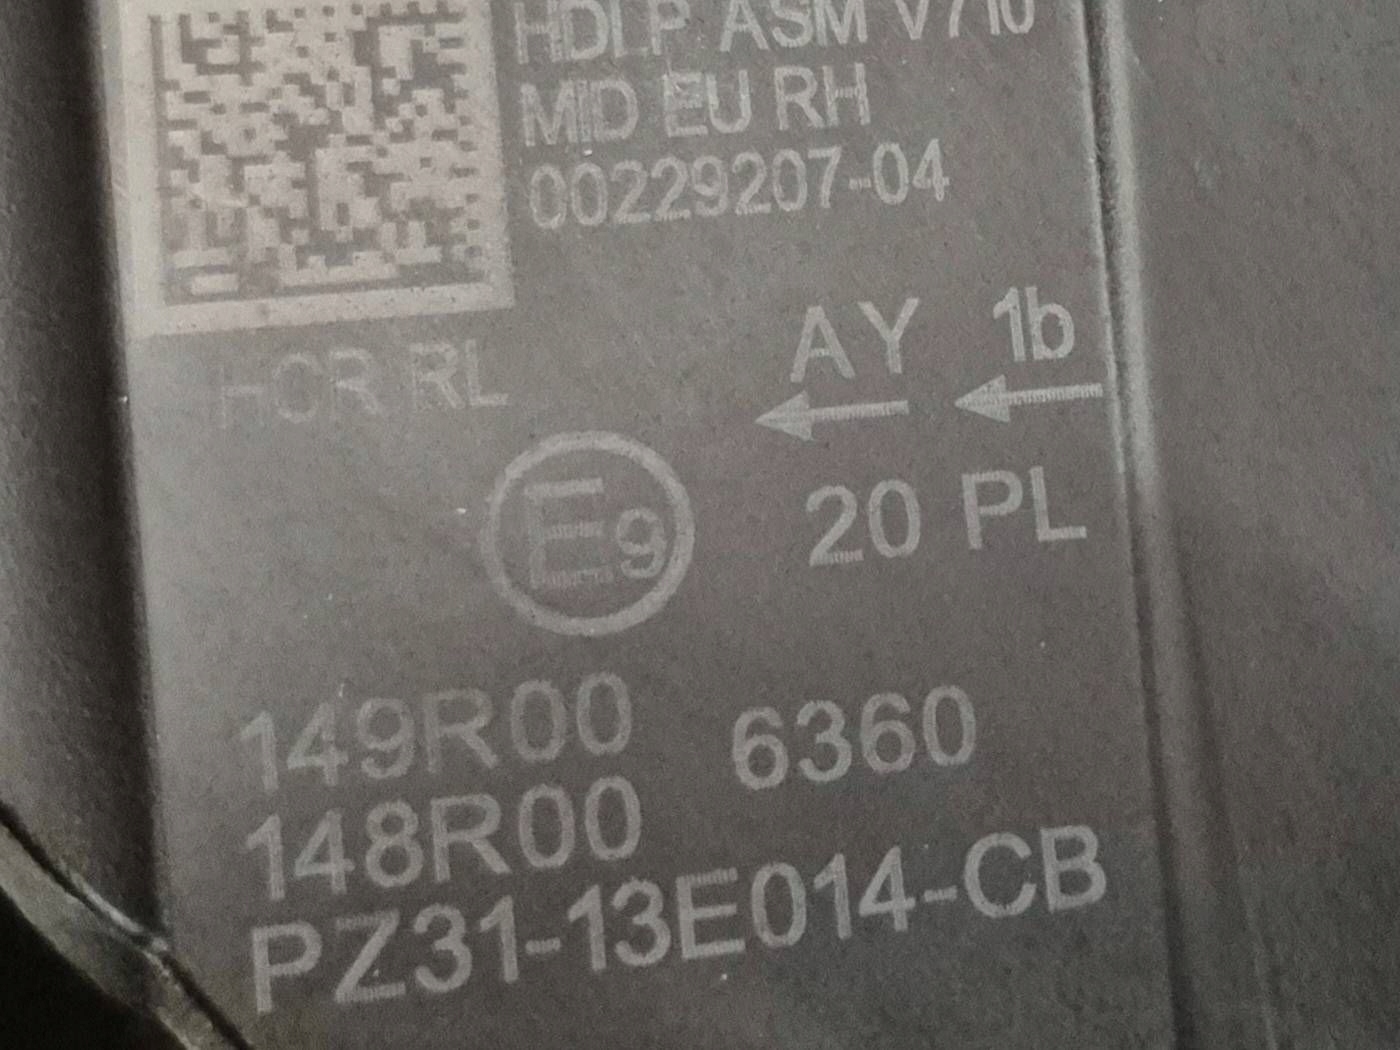 HDLP ASM V710
MID EU RH
00229207-04
AY 1b
HCR RL
E9
20 PL
149R00 6360
148R00
PZ31-13E014-CB